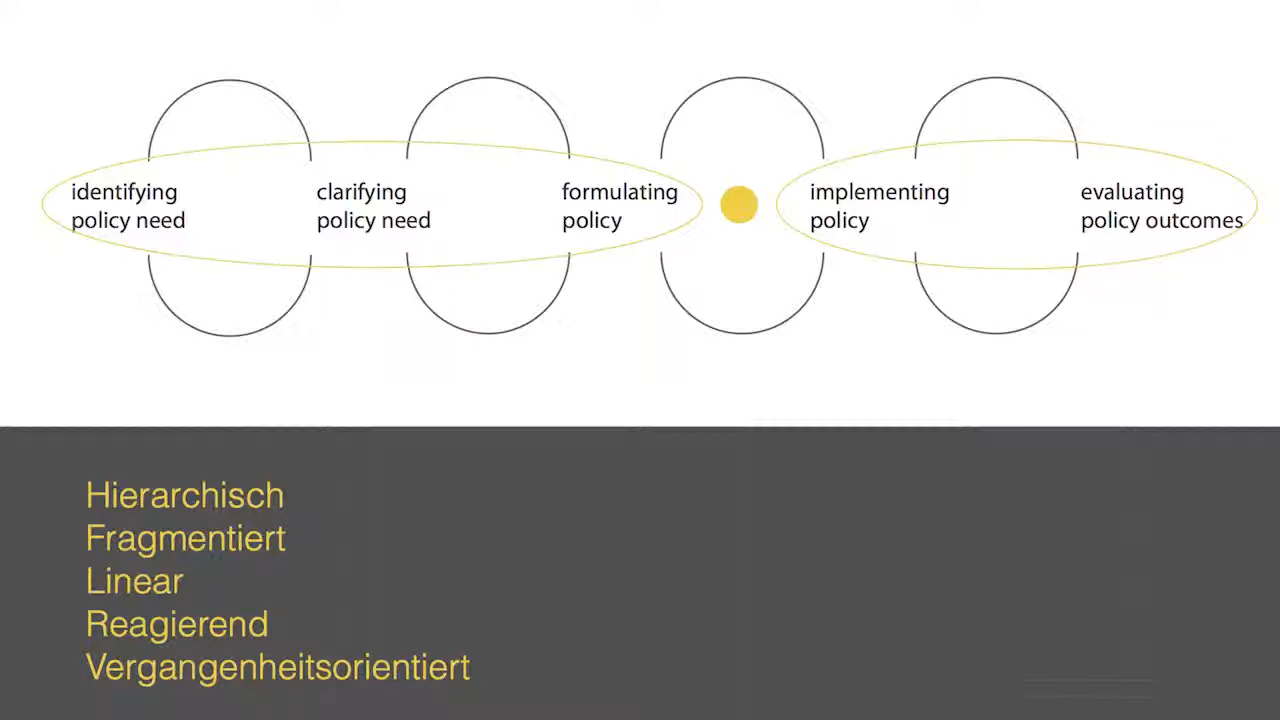 identifying
policy need
clarifying
policy need
formulating
policy
implementing
policy
evaluating
policy outcomes
Hierarchisch
Fragmentiert
Linear
Reagierend
Vergangenheitsorientiert